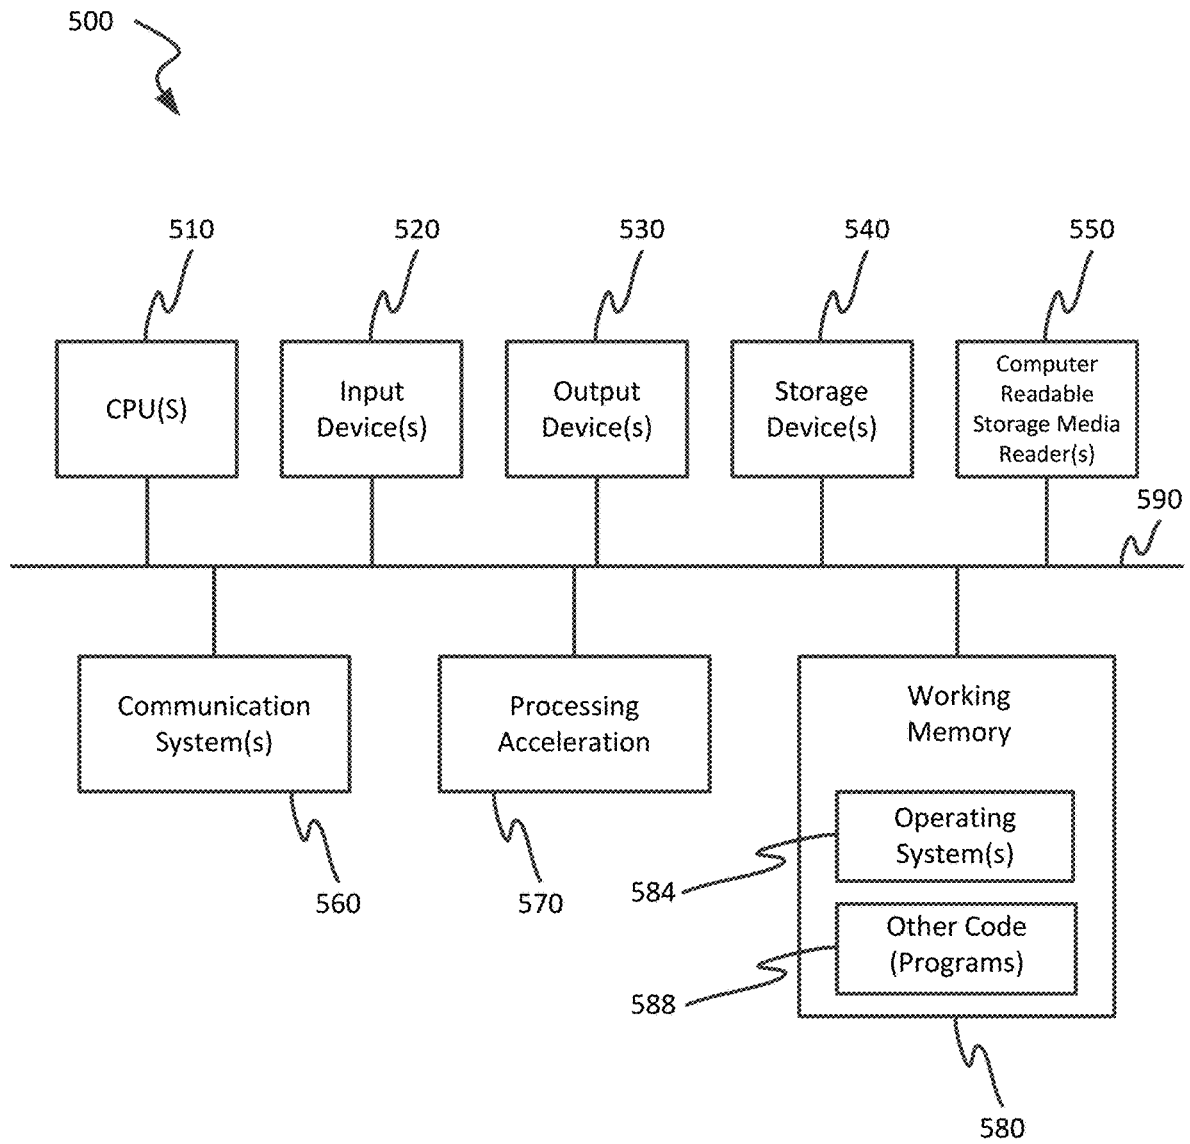 500
510
520
530
540
550
CPU(S)
Input
Device(s)
Output
Device(s)
Storage
Device(s)
Computer
Readable
Storage Media
Reader(s)
590
Communication
System(s)
Processing
Acceleration
Working
Memory
Operating
System(s)
584
560
570
Other Code
(Programs)
588
580